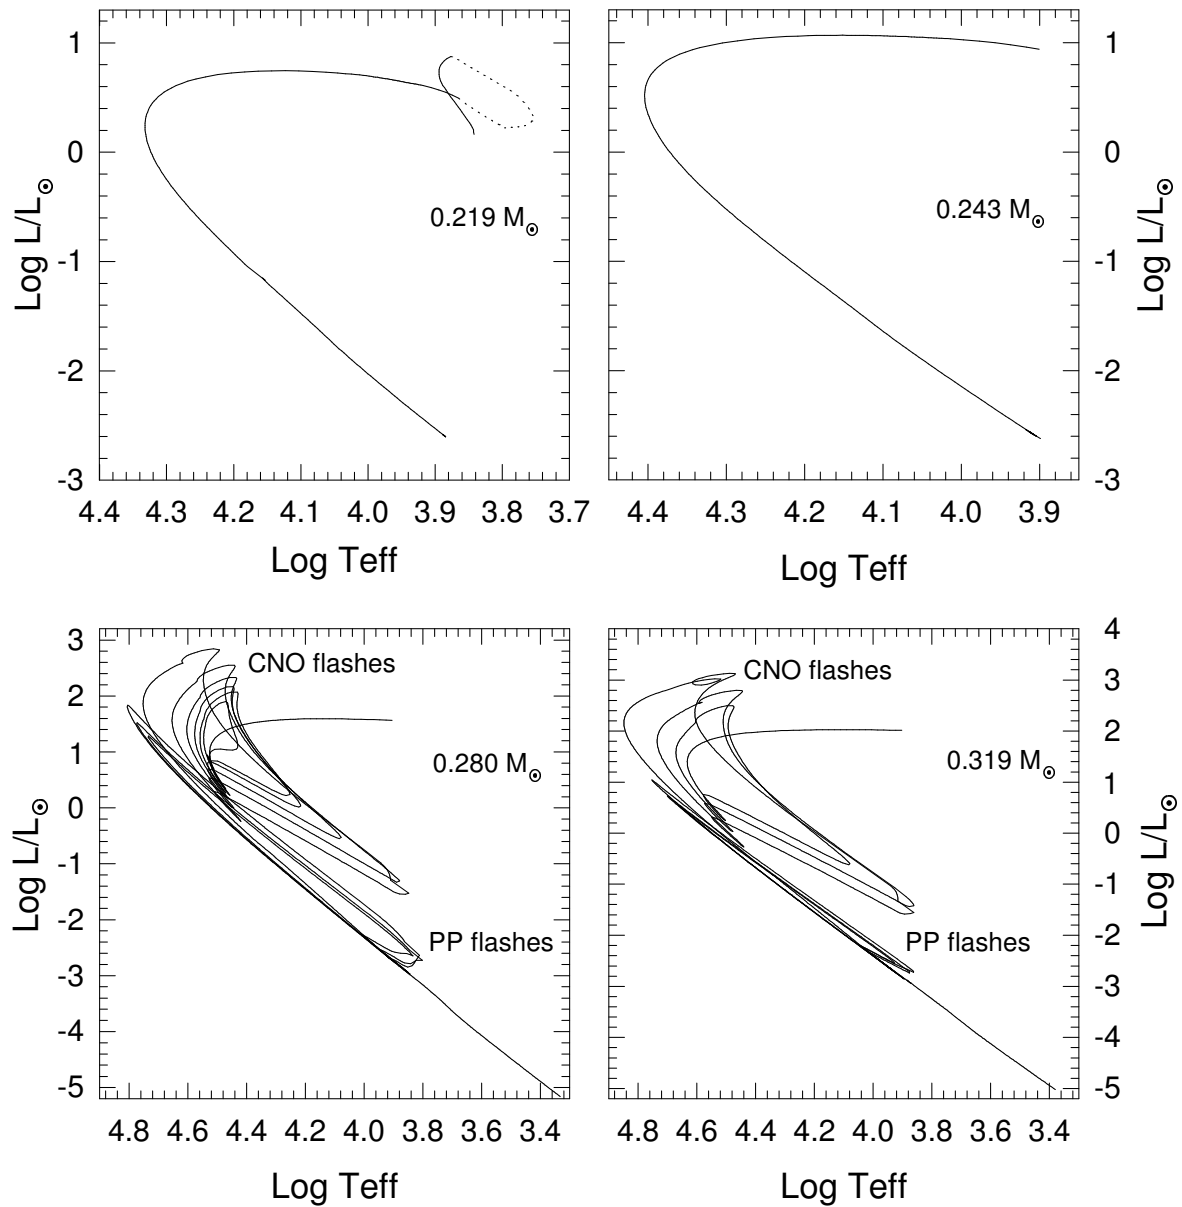 1
0
-1
-2
-3
Log L/L☉
0.219 M☉
4.4 4.3 4.2 4.1 4.0 3.9 3.8 3.7
Log Teff
1
0
-1
-2
-3
Log L/L☉
0.243 M☉
4.4 4.3 4.2 4.1 4.0 3.9
Log Teff
3
2
1
0
-1
-2
-3
-4
-5
Log L/L☉
CNO flashes
0.280 M☉
PP flashes
4.8 4.6 4.4 4.2 4.0 3.8 3.6 3.4
Log Teff
4
3
2
1
0
-1
-2
-3
-4
-5
Log L/L☉
CNO flashes
0.319 M☉
PP flashes
4.8 4.6 4.4 4.2 4.0 3.8 3.6 3.4
Log Teff